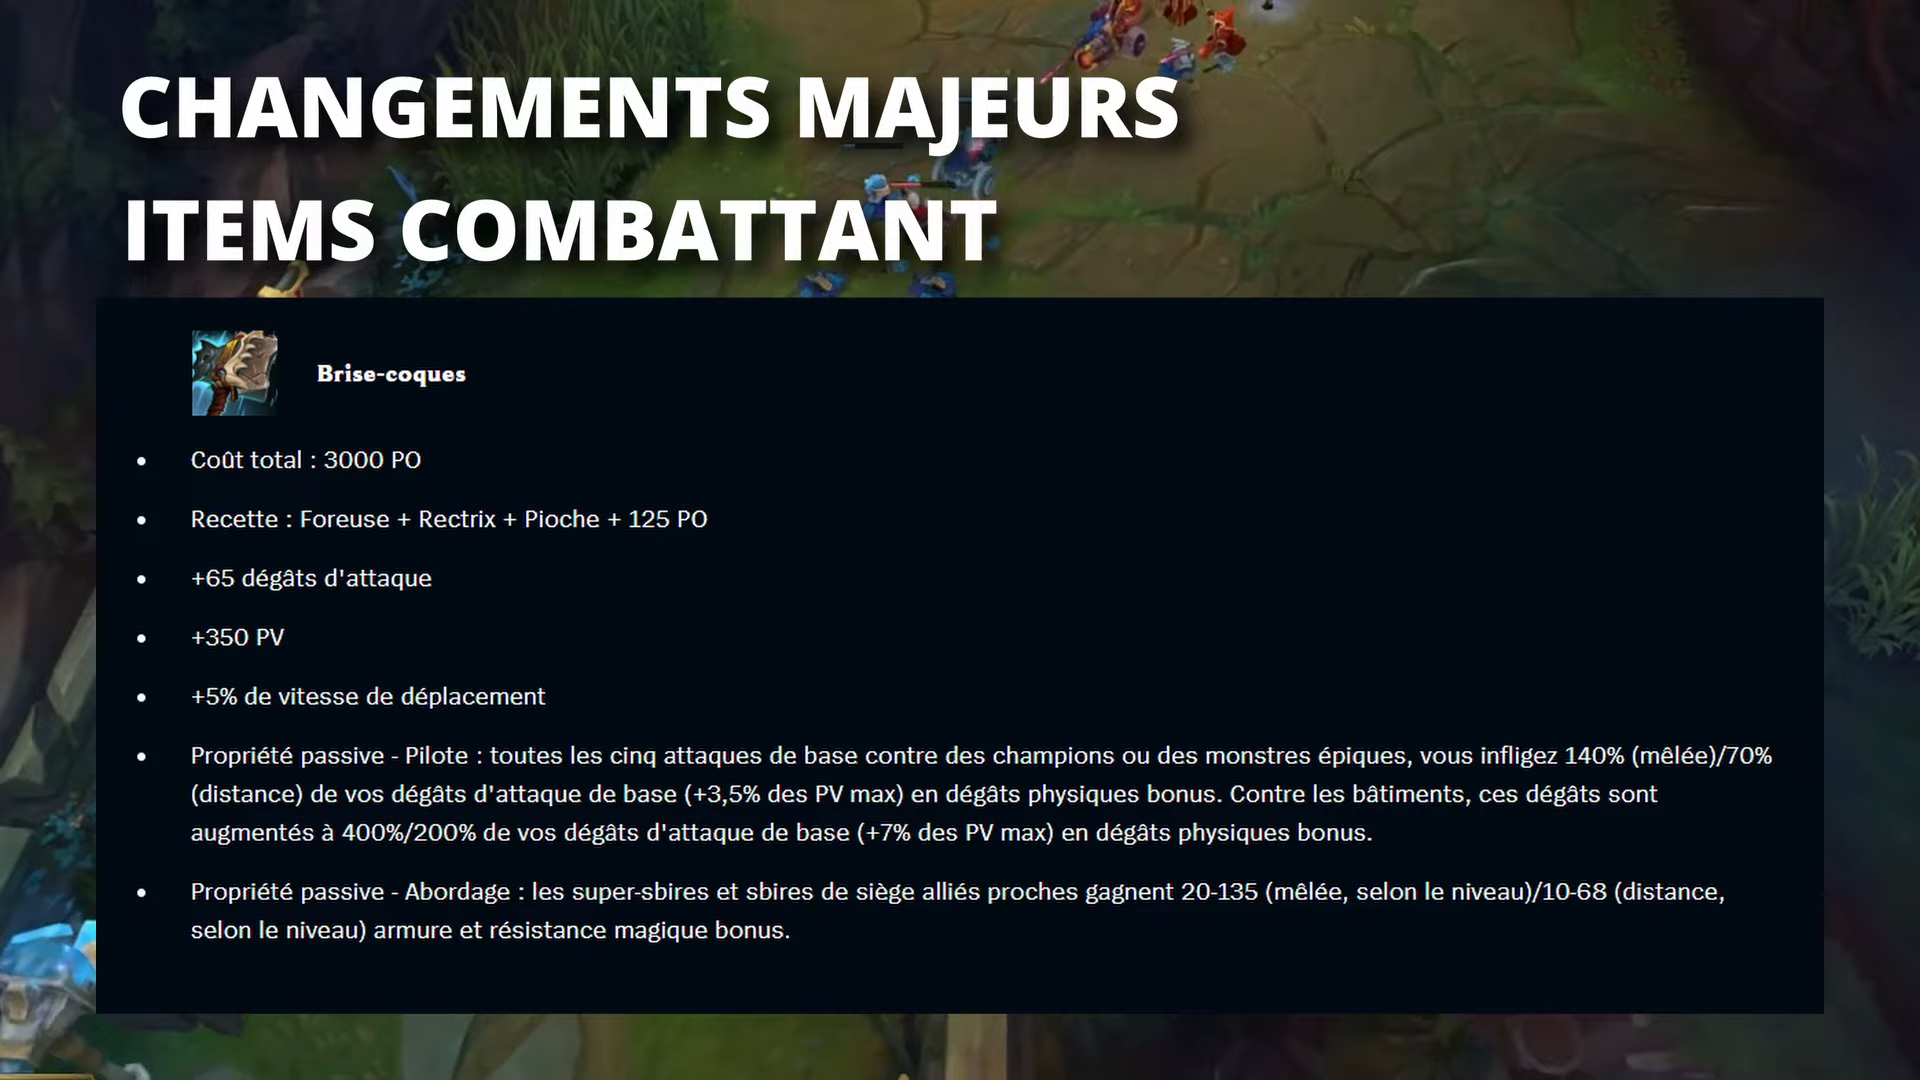 CHANGEMENTS MAJEURS
ITEMS COMBATTANT
Brise-coques
• Coût total : 3000 PO
• Recette : Foreuse + Rectrix + Pioche + 125 PO
• +65 dégâts d'attaque
• +350 PV
• +5% de vitesse de déplacement
• Propriété passive - Pilote : toutes les cinq attaques de base contre des champions ou des monstres épiques, vous infligez 140% (mêlée)/70%
(distance) de vos dégâts d'attaque de base (+3,5% des PV max) en dégâts physiques bonus. Contre les bâtiments, ces dégâts sont
augmentés à 400%/200% de vos dégâts d'attaque de base (+7% des PV max) en dégâts physiques bonus.
• Propriété passive - Abordage : les super-sbires et sbires de siège alliés proches gagnent 20-135 (mêlée, selon le niveau)/10-68 (distance,
selon le niveau) armure et résistance magique bonus.